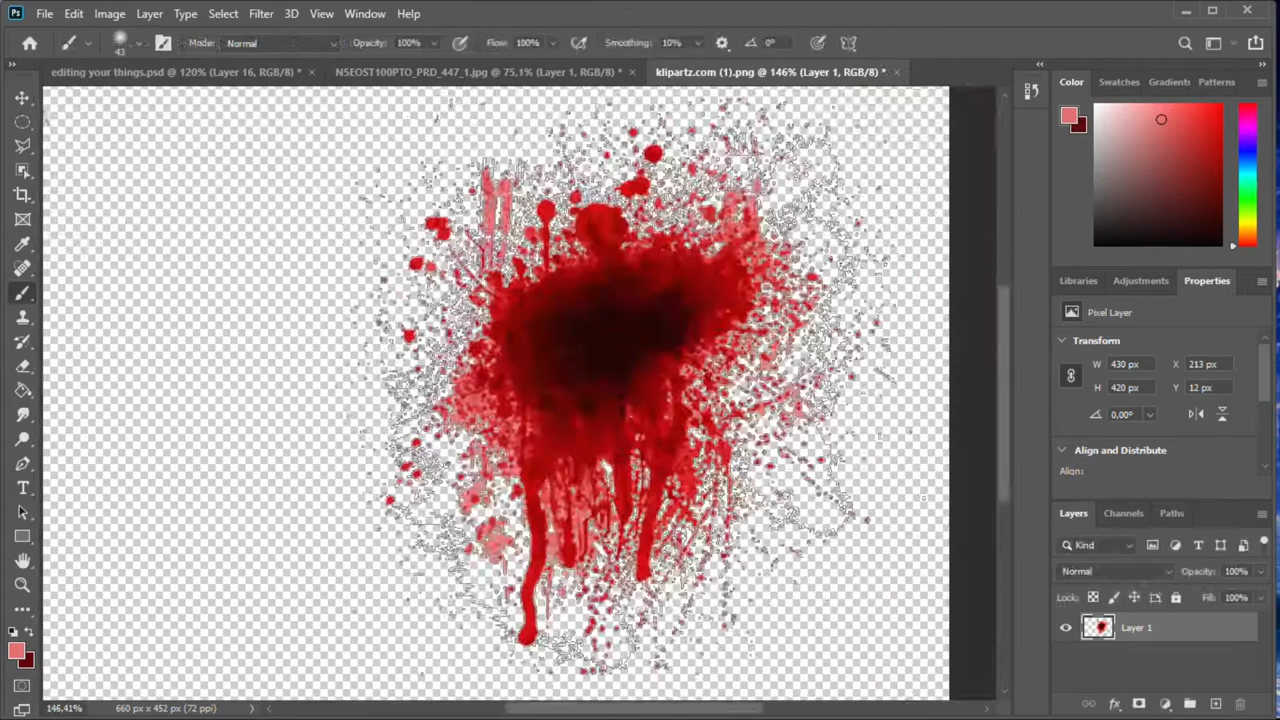 Ps File Edit Image Layer Type Select Filter 3D View Window Help
43 Mode: Normal Opacity: 100% Flow: 100% Smoothing: 10% 0°
editing your things.psd @ 120% (Layer 16, RGB/8) * × N5EOST100PTO_PRD_447_1.jpg @ 75,1% (Layer 1, RGB/8) * × klipartz.com (1).png @ 146% (Layer 1, RGB/8) * ×
Color Swatches Gradients Patterns
Libraries Adjustments Properties
Pixel Layer
Transform
W 430 px X 213 px
H 420 px Y 12 px
0,00°
Align and Distribute
Align:
Layers Channels Paths
Kind
Normal Opacity: 100%
Lock: Fill: 100%
Layer 1
fx
146,41% 660 px x 452 px (72 ppi)